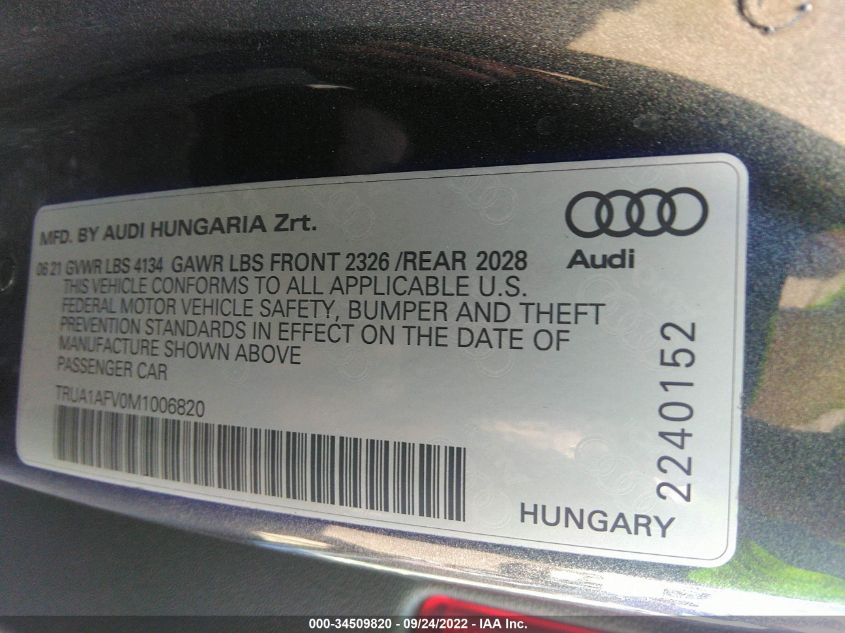 MFD. BY AUDI HUNGARIA Zrt.
06 21 GVWR LBS 4134 GAWR LBS FRONT 2326 /REAR 2028
THIS VEHICLE CONFORMS TO ALL APPLICABLE U.S.
FEDERAL MOTOR VEHICLE SAFETY, BUMPER AND THEFT
PREVENTION STANDARDS IN EFFECT ON THE DATE OF
MANUFACTURE SHOWN ABOVE
PASSENGER CAR
TRUA1AFV0M1006820
Audi
2240152
HUNGARY
000-34509820 - 09/24/2022 - IAA Inc.